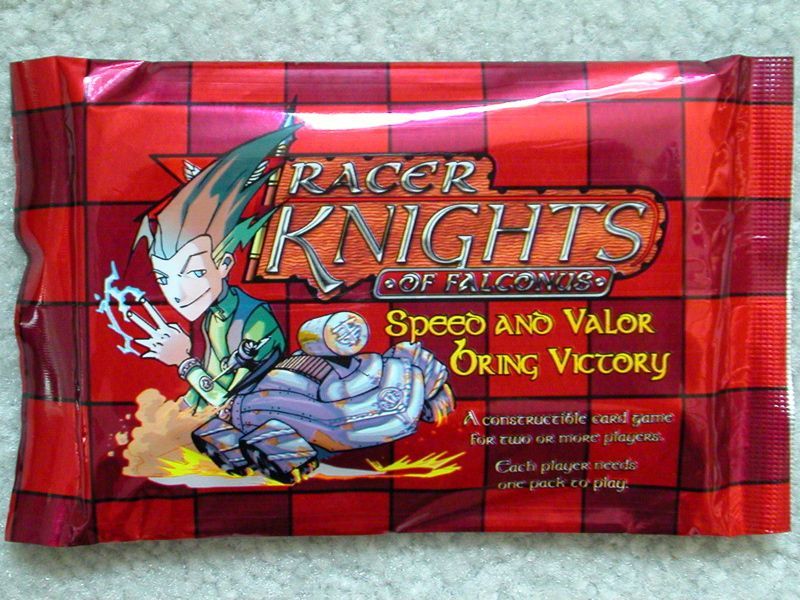 RACER
KNIGHTS
OF FALCONUS
SPEED AND VALOR
BRING VICTORY
A constructible card game
for two or more players.
Each player needs
one pack to play.